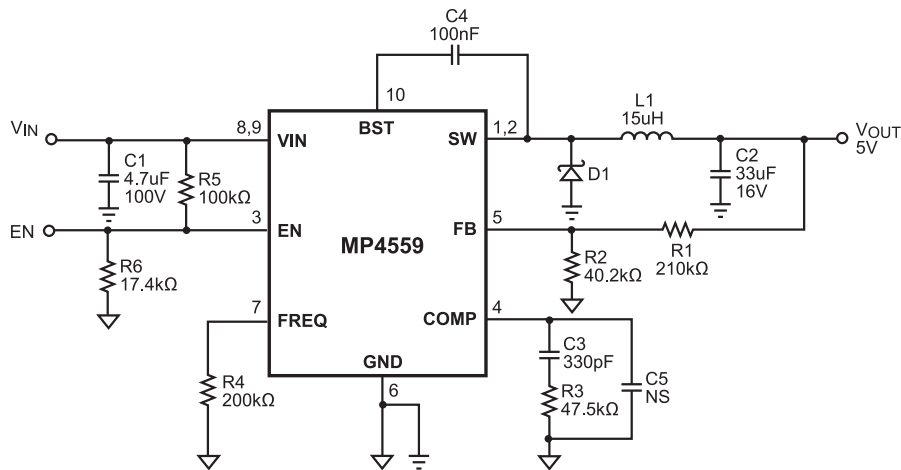 C4
100nF
10
L1
15uH
VIN
8,9
VIN
BST
SW
1,2
VOUT
5V
C1
4.7uF
100V
R5
100kΩ
D1
C2
33uF
16V
EN
3
EN
MP4559
FB
5
R1
210kΩ
R2
40.2kΩ
R6
17.4kΩ
7
FREQ
COMP
4
GND
6
R4
200kΩ
C3
330pF
R3
47.5kΩ
C5
NS